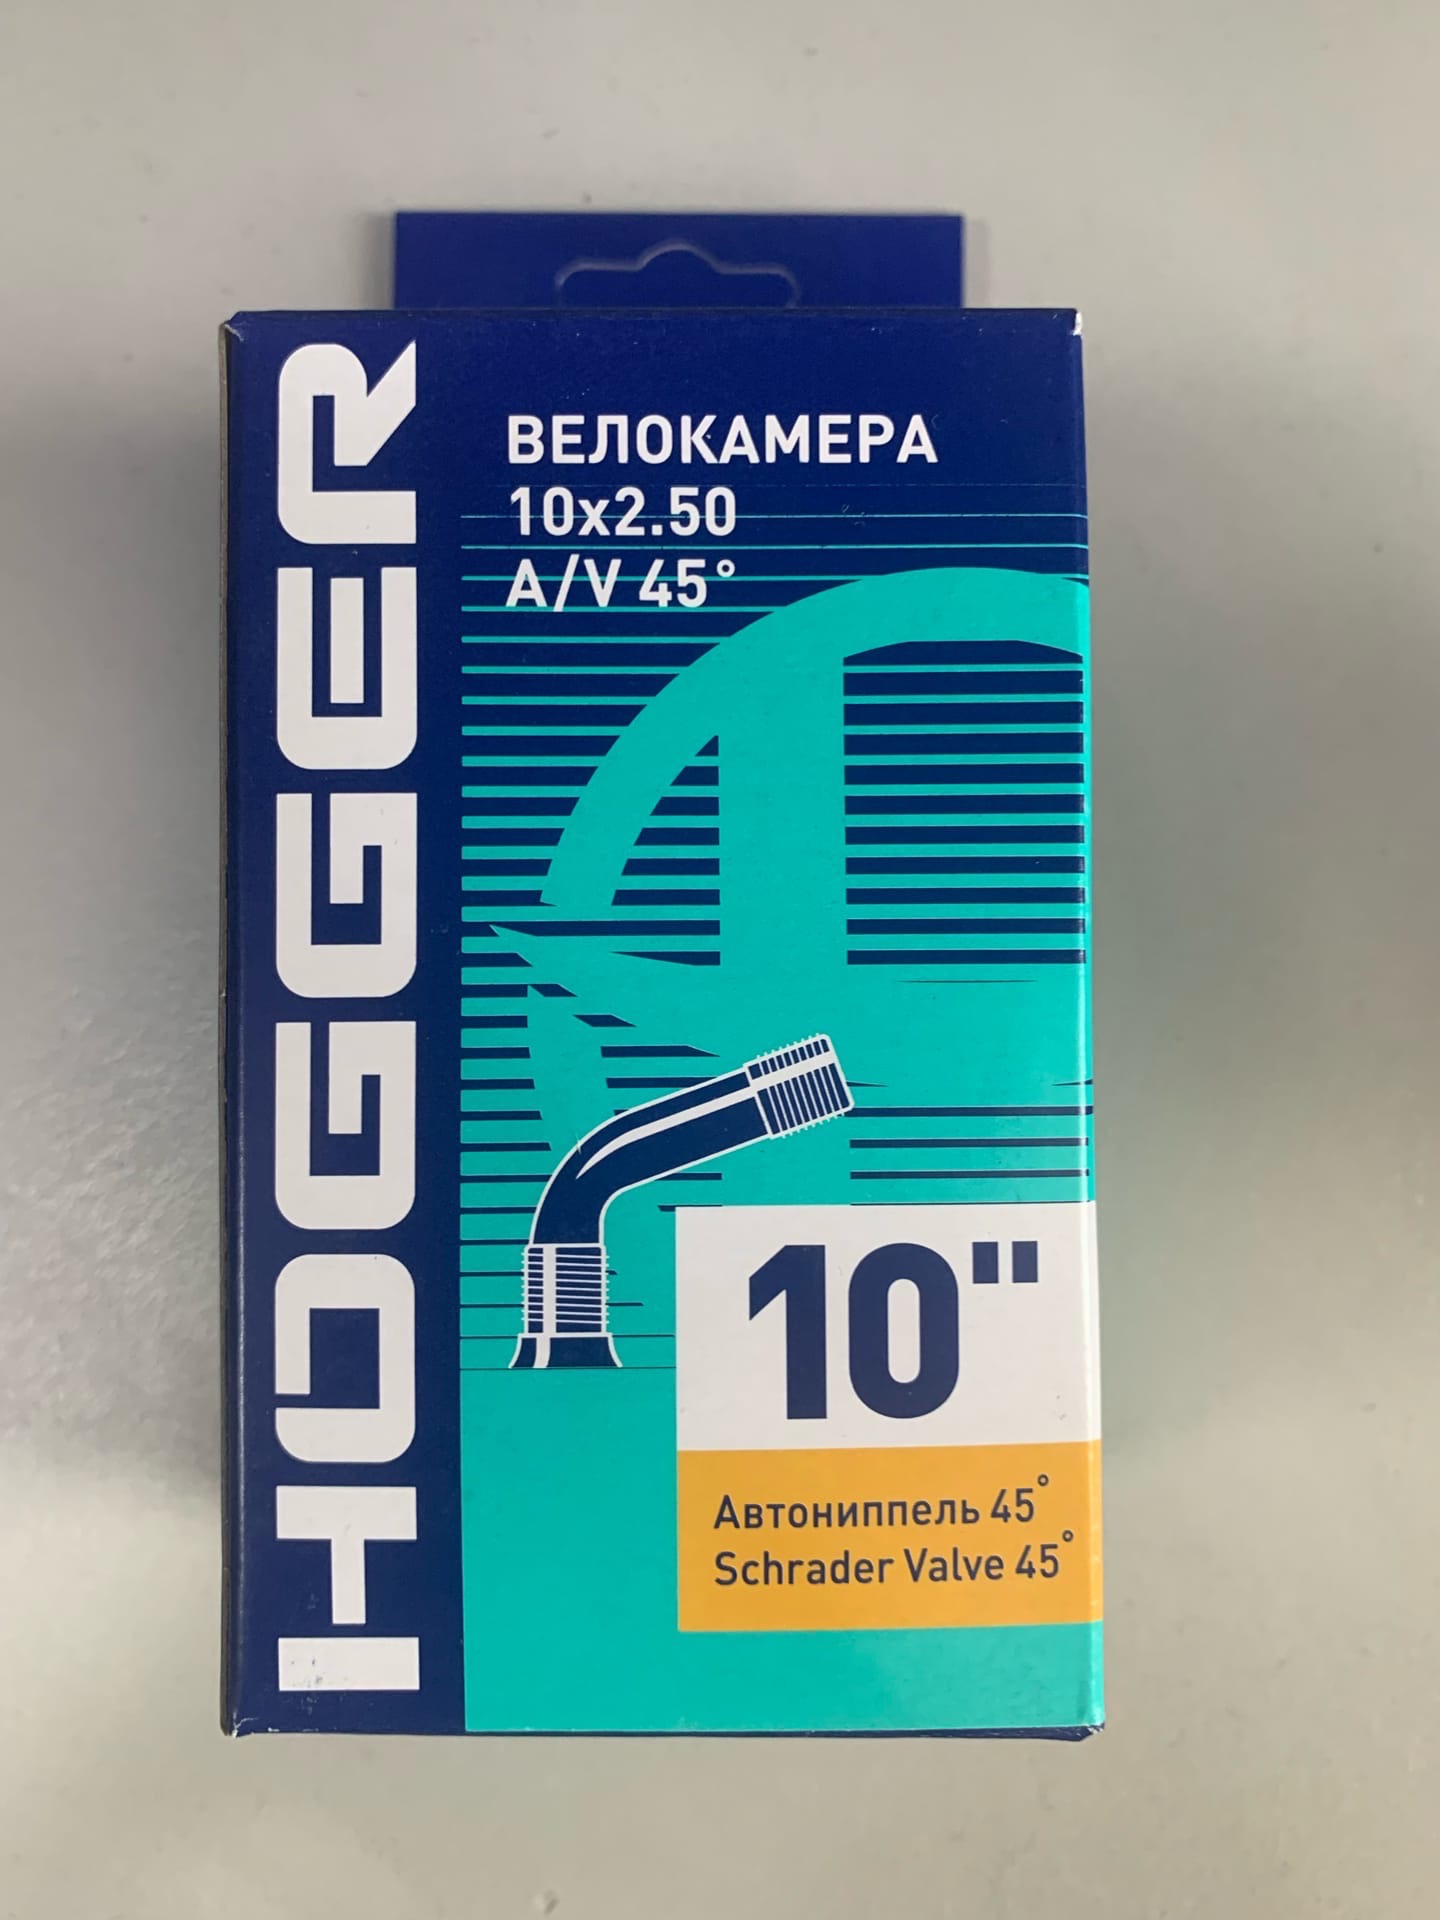 HOGGER
ВЕЛОКАМЕРА
10x2.50
A/V 45°
10"
Автониппель 45°
Schrader Valve 45°